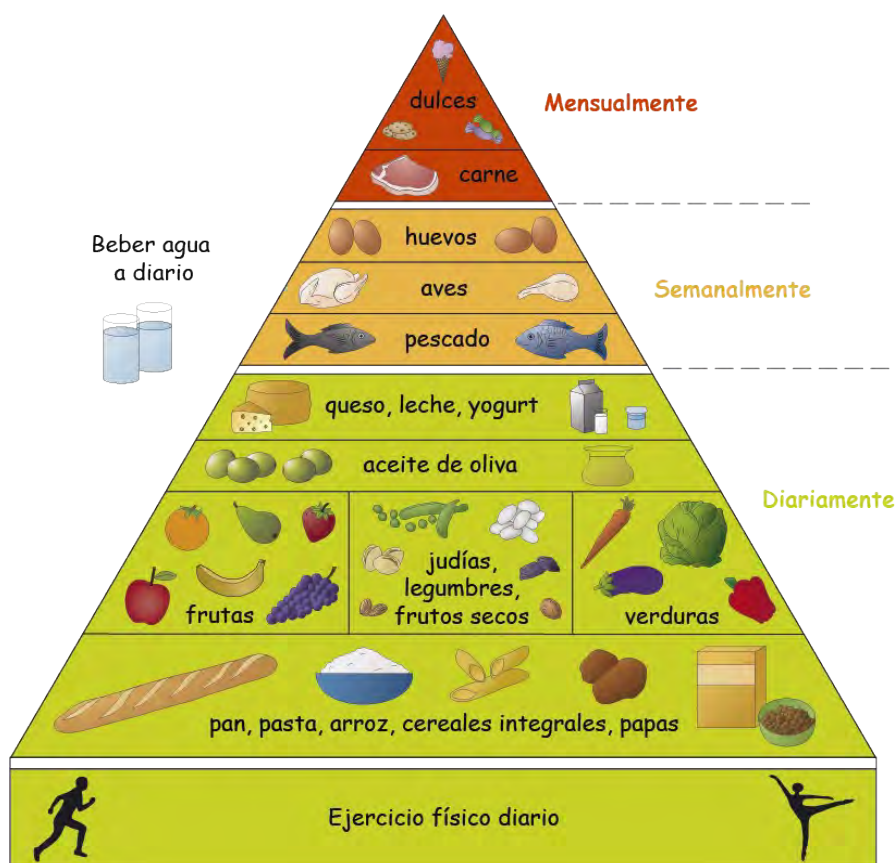 dulces
Mensualmente
carne
Beber agua
a diario
huevos
aves
Semanalmente
pescado
queso, leche, yogurt
aceite de oliva
Diariamente
frutas
judías,
legumbres,
frutos secos
verduras
pan, pasta, arroz, cereales integrales, papas
Ejercicio físico diario